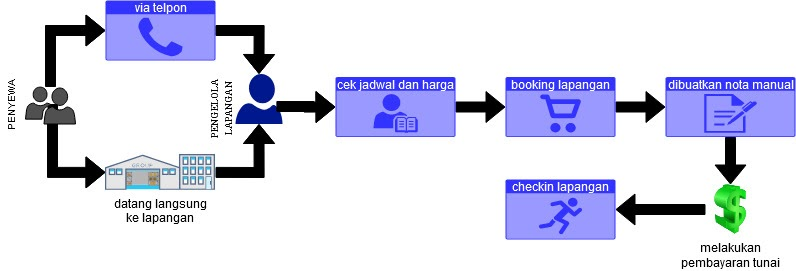 via telpon
PENYEWA
PENGELOLA
LAPANGAN
cek jadwal dan harga
booking lapangan
dibuatkan nota manual
GROUP
datang langsung
ke lapangan
checkin lapangan
melakukan
pembayaran tunai